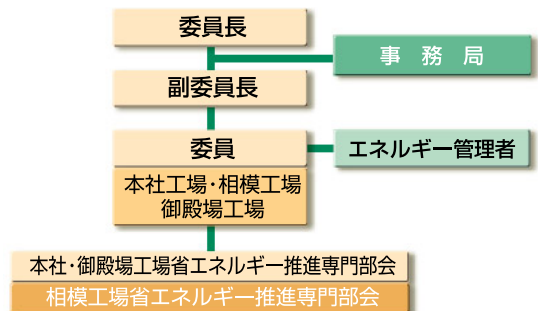 委員長
事 務 局
副委員長
委員
エネルギー管理者
本社工場・相模工場
御殿場工場
本社・御殿場工場省エネルギー推進専門部会
相模工場省エネルギー推進専門部会